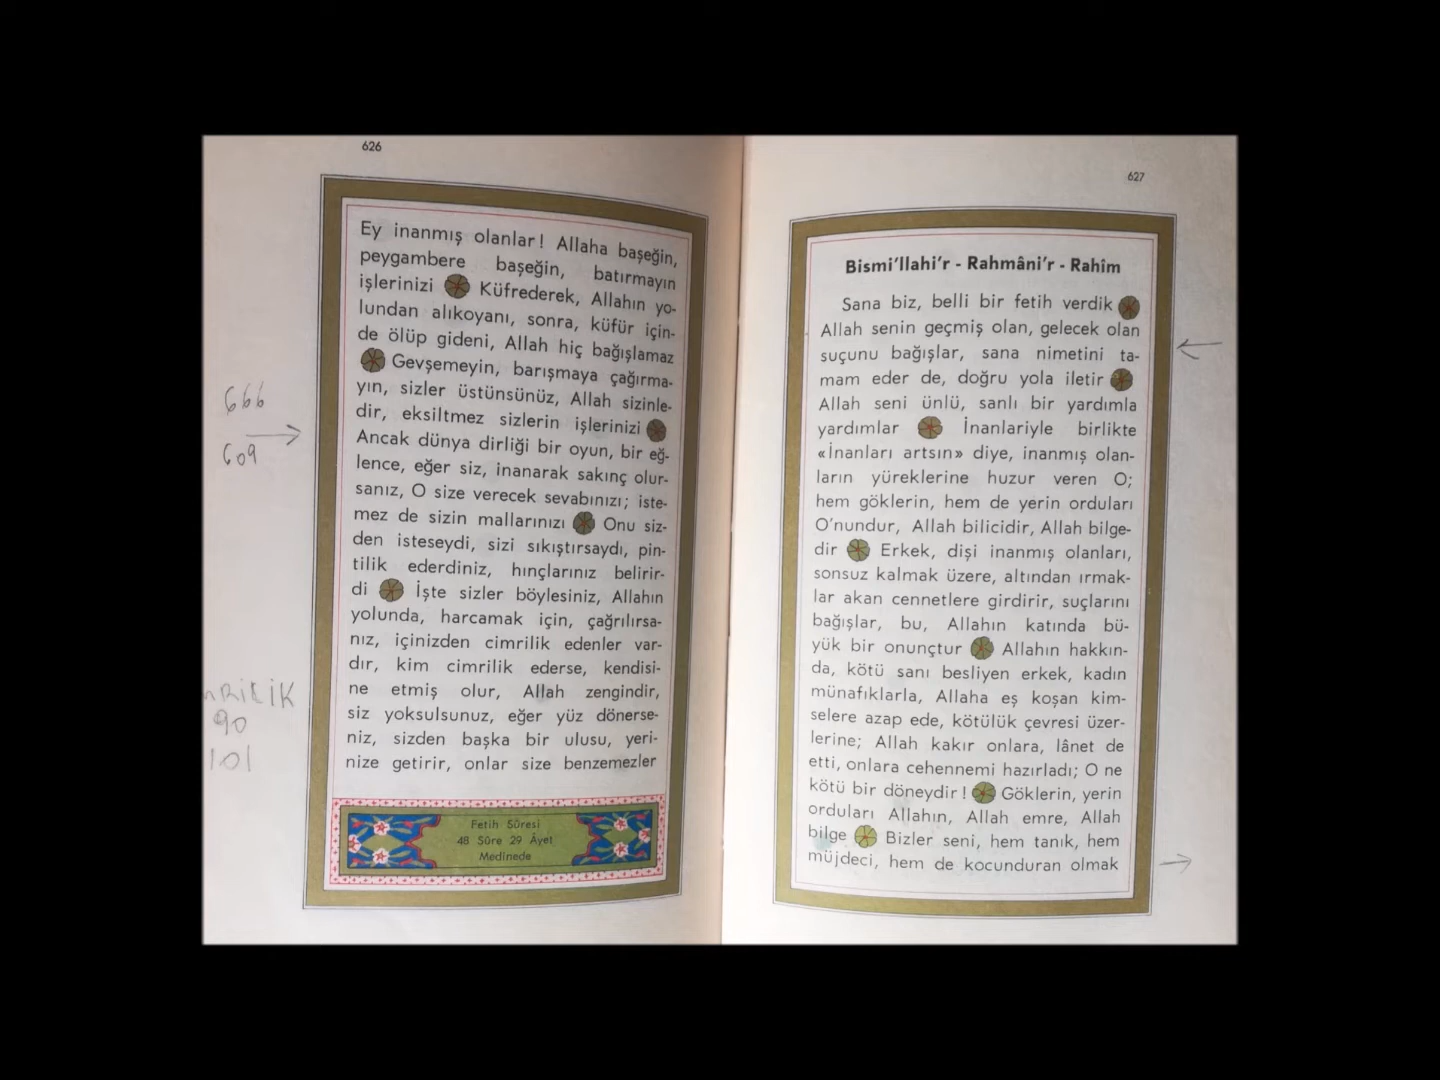 626
Ey inanmış olanlar! Allaha başeğin,
peygambere başeğin, batırmayın
işlerinizi Küfrederek, Allahın yo-
lundan alıkoyanı, sonra, küfür için-
de ölüp gideni, Allah hiç bağışlamaz
Gevşemeyin, barışmaya çağırma-
yın, sizler üstünsünüz, Allah sizinle-
dir, eksiltmez sizlerin işlerinizi
Ancak dünya dirliği bir oyun, bir eğ-
lence, eğer siz, inanarak sakınç olur-
sanız, O size verecek sevabınızı; iste-
mez de sizin mallarınızı Onu siz-
den isteseydi, sizi sıkıştırsaydı, pin-
tilik ederdiniz, hınçlarınız belirir-
di İşte sizler böylesiniz, Allahın
yolunda, harcamak için, çağrılırsa-
nız, içinizden cimrilik edenler var-
dır, kim cimrilik ederse, kendisi-
ne etmiş olur, Allah zengindir,
siz yoksulsunuz, eğer yüz dönerse-
niz, sizden başka bir ulusu, yeri-
nize getirir, onlar size benzemezler
Fetih Sûresi
48 Sûre 29 Âyet
Medinede
666
609
90
101
627
Bismi'llahi'r - Rahmâni'r - Rahîm
Sana biz, belli bir fetih verdik
Allah senin geçmiş olan, gelecek olan
suçunu bağışlar, sana nimetini ta-
mam eder de, doğru yola iletir
Allah seni ünlü, sanlı bir yardımla
yardımlar İnanlariyle birlikte
«İnanları artsın» diye, inanmış olan-
ların yüreklerine huzur veren O;
hem göklerin, hem de yerin orduları
O'nundur, Allah bilicidir, Allah bilge-
dir Erkek, dişi inanmış olanları,
sonsuz kalmak üzere, altından ırmak-
lar akan cennetlere girdirir, suçlarını
bağışlar, bu, Allahın katında bü-
yük bir onunçtur Allahın hakkın-
da, kötü sanı besliyen erkek, kadın
münafıklarla, Allaha eş koşan kim-
selere azap ede, kötülük çevresi üzer-
lerine; Allah kakır onlara, lânet de
etti, onlara cehennemi hazırladı; O ne
kötü bir döneydir! Göklerin, yerin
orduları Allahın, Allah emre, Allah
bilge Bizler seni, hem tanık, hem
müjdeci, hem de kocunduran olmak